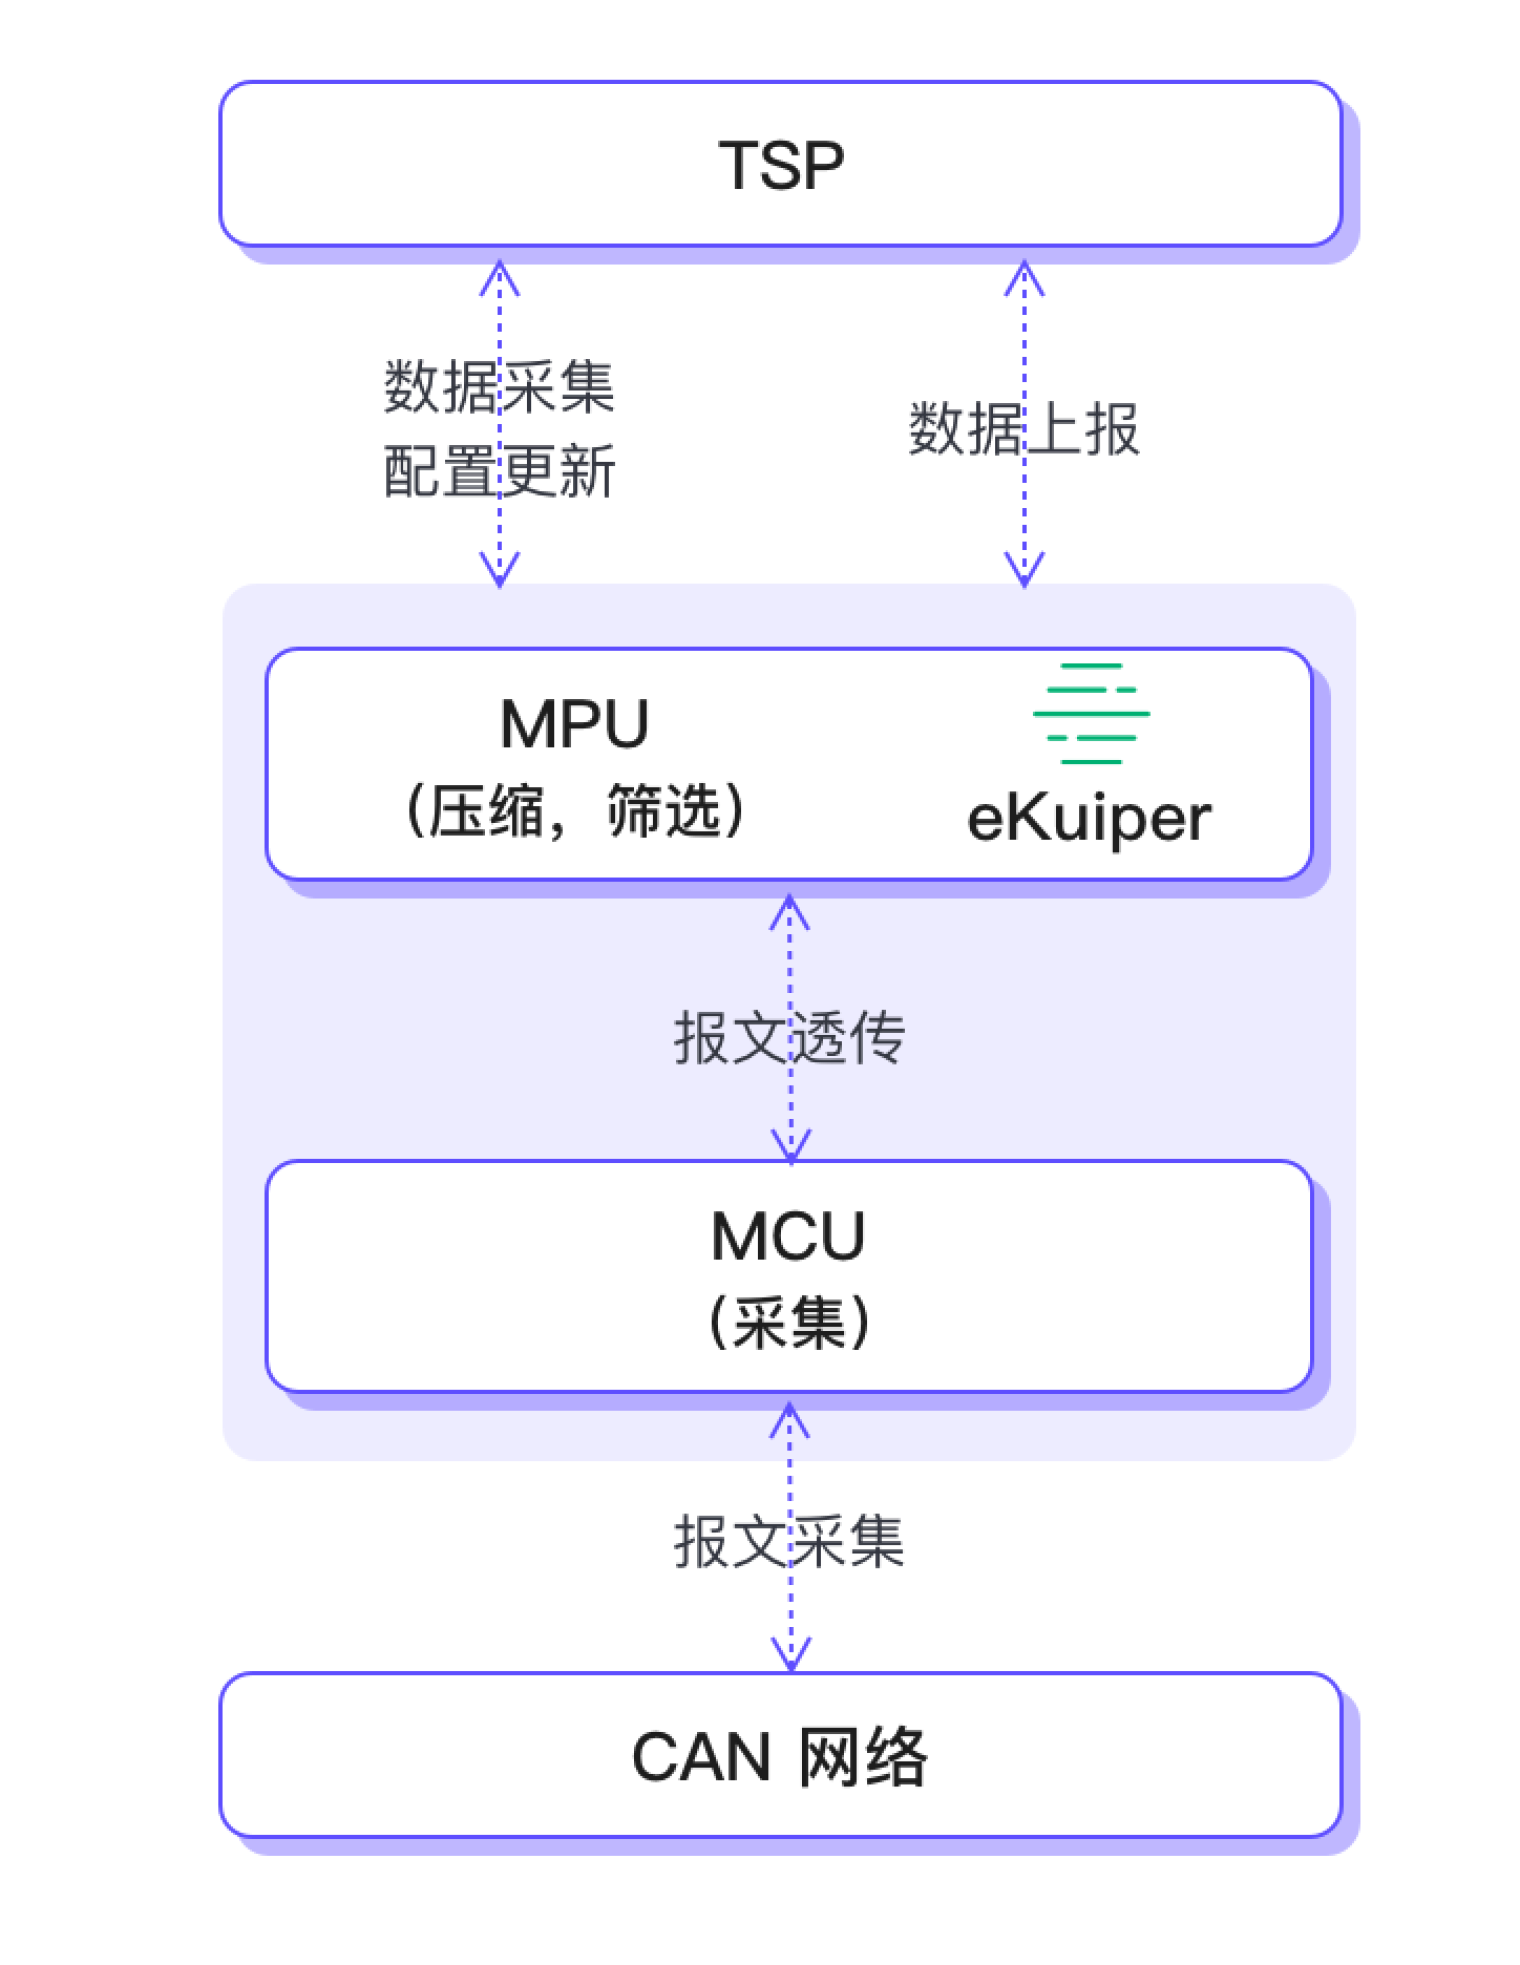 TSP
数据采集
配置更新
数据上报
MPU
（压缩，筛选）
eKuiper
报文透传
MCU
（采集）
报文采集
CAN 网络